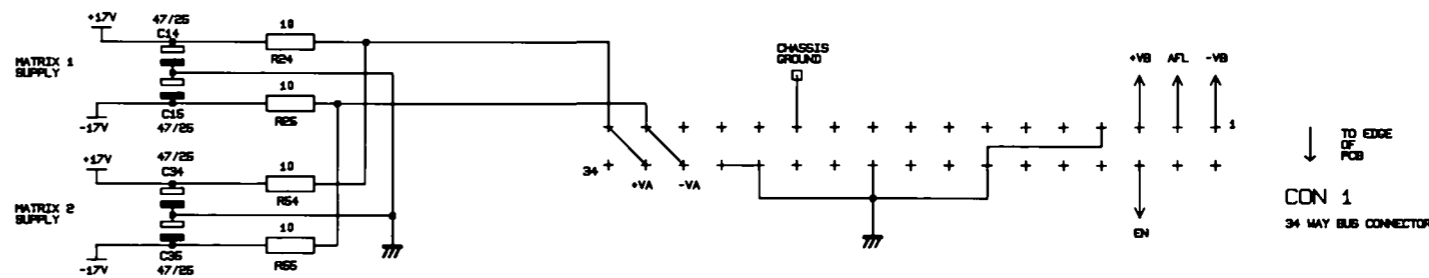 +17V
47/25
C14
10
R24
MATRIX 1
SUPPLY
10
R25
-17V
C15
47/25
+17V
47/25
C34
10
R54
MATRIX 2
SUPPLY
10
R55
-17V
C35
47/25
CHASSIS
GROUND
+VB
AFL
-VB
1
34
+VA
-VA
EN
TO EDGE
OF
PCB
CON 1
34 WAY BUS CONNECTOR